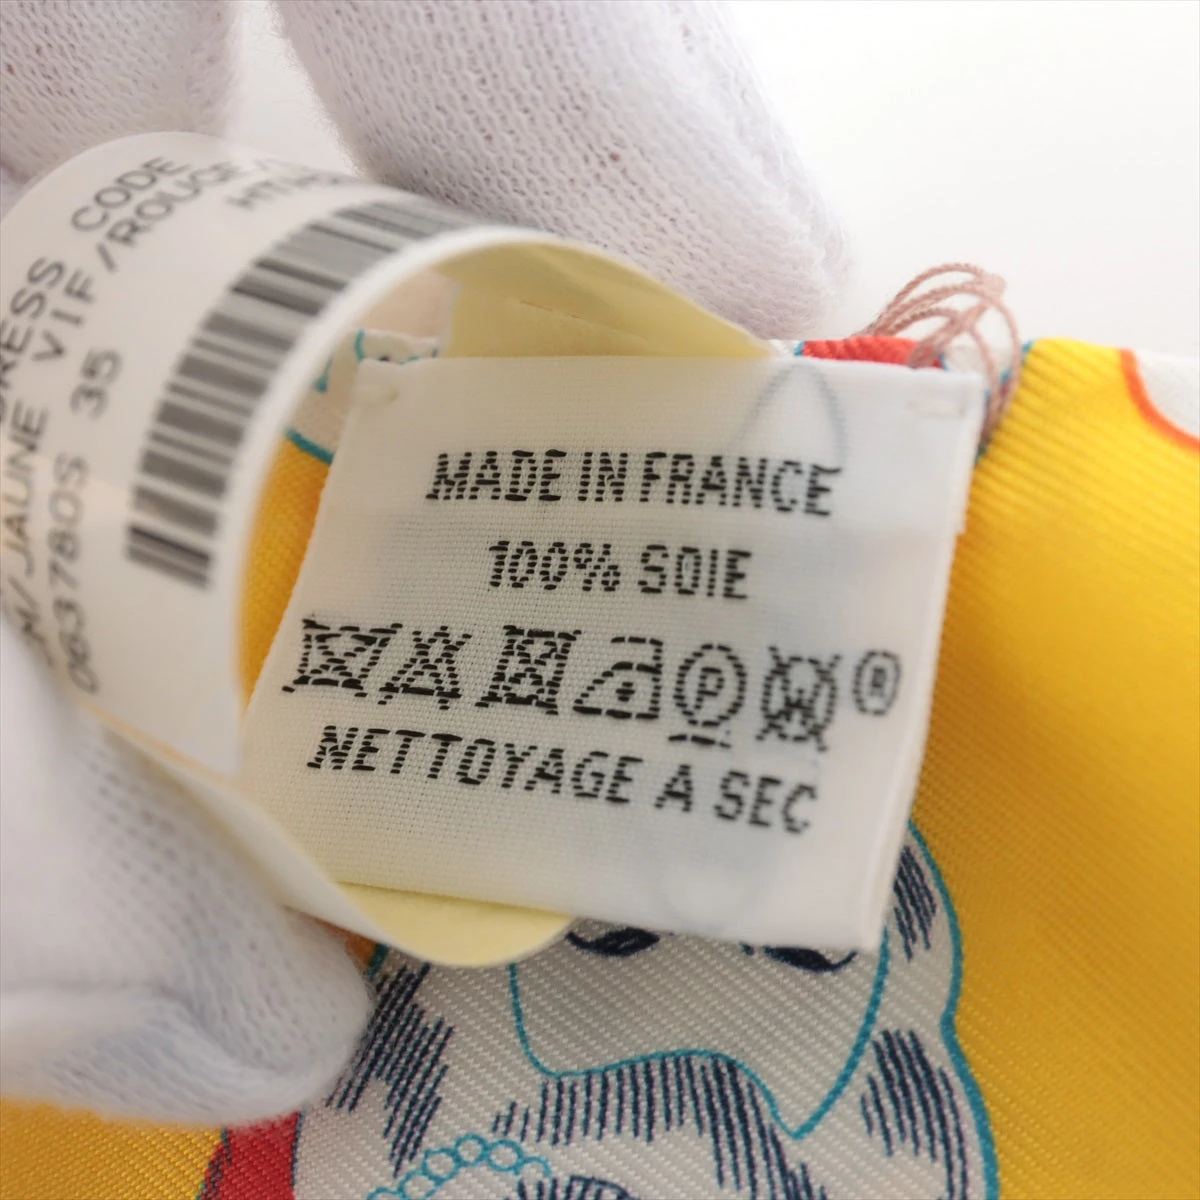 DRESS CODE
/JAUNE VIF/ROUGE
063780S 35
MADE IN FRANCE
100% SOIE
P W ®
NETTOYAGE A SEC